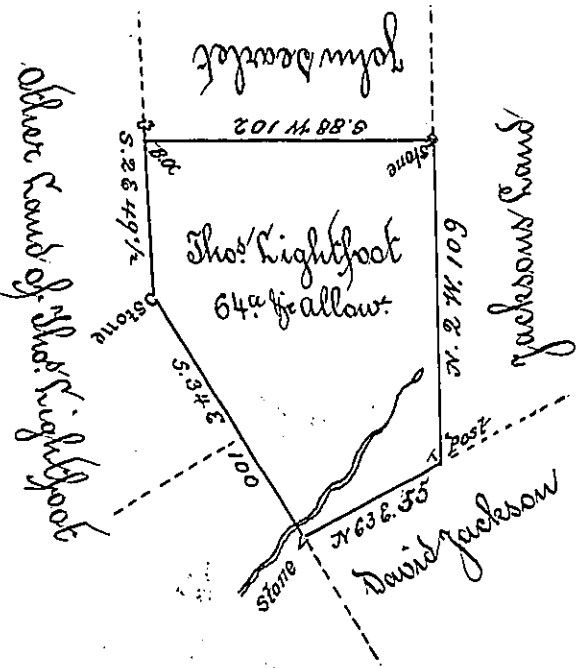 John Scarlet
S.88 W 102
B.O.
Stone
S.2 E 49½
Other Land of Thos. Lightfoot
Thos. Lightfoot
64a. & allow.
N. 2. W. 109
Jacksons Land
Stone
S.34 E
100
Post
N 63 E. 55
Stone
David Jackson